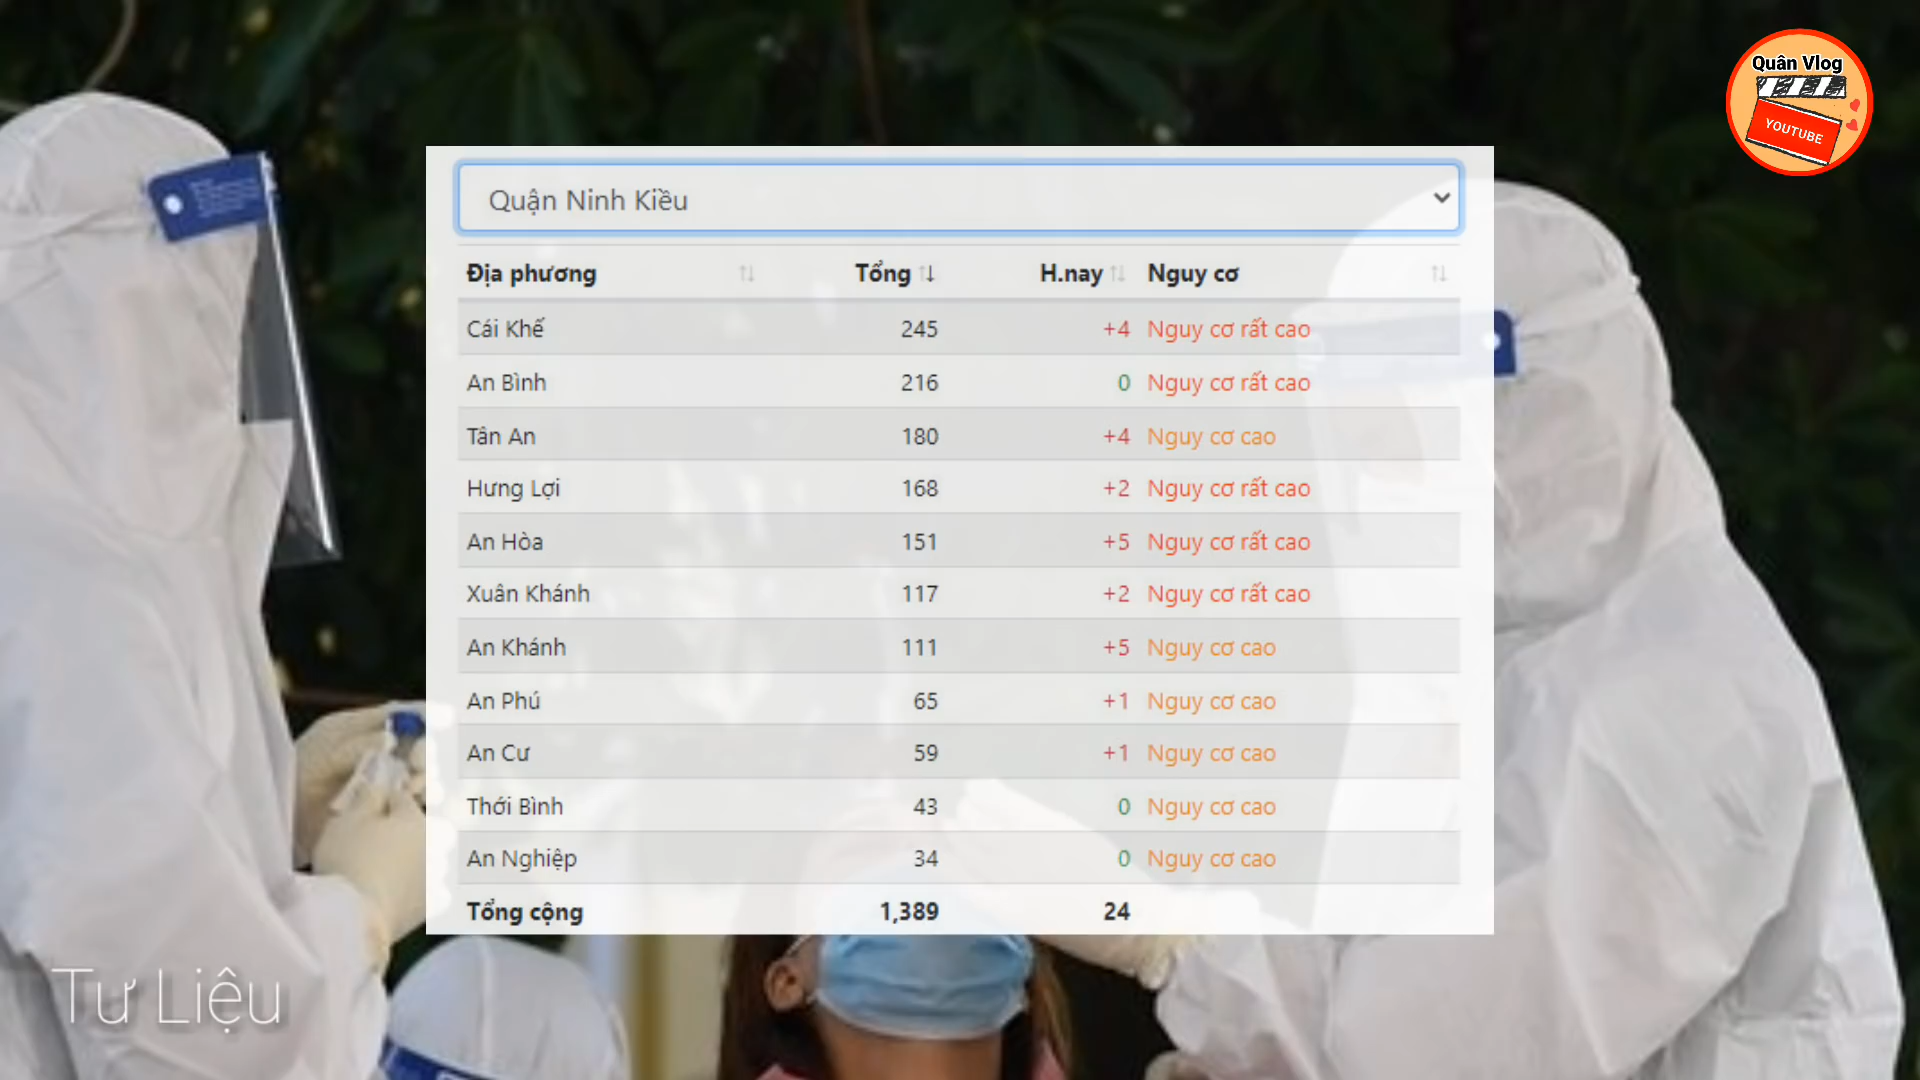 Quân Vlog
YOUTUBE
Quận Ninh Kiều
Địa phương Tổng H.nay Nguy cơ
Cái Khế 245 +4 Nguy cơ rất cao
An Bình 216 0 Nguy cơ rất cao
Tân An 180 +4 Nguy cơ cao
Hưng Lợi 168 +2 Nguy cơ rất cao
An Hòa 151 +5 Nguy cơ rất cao
Xuân Khánh 117 +2 Nguy cơ rất cao
An Khánh 111 +5 Nguy cơ cao
An Phú 65 +1 Nguy cơ cao
An Cư 59 +1 Nguy cơ cao
Thới Bình 43 0 Nguy cơ cao
An Nghiệp 34 0 Nguy cơ cao
Tổng cộng 1,389 24
Tư Liệu